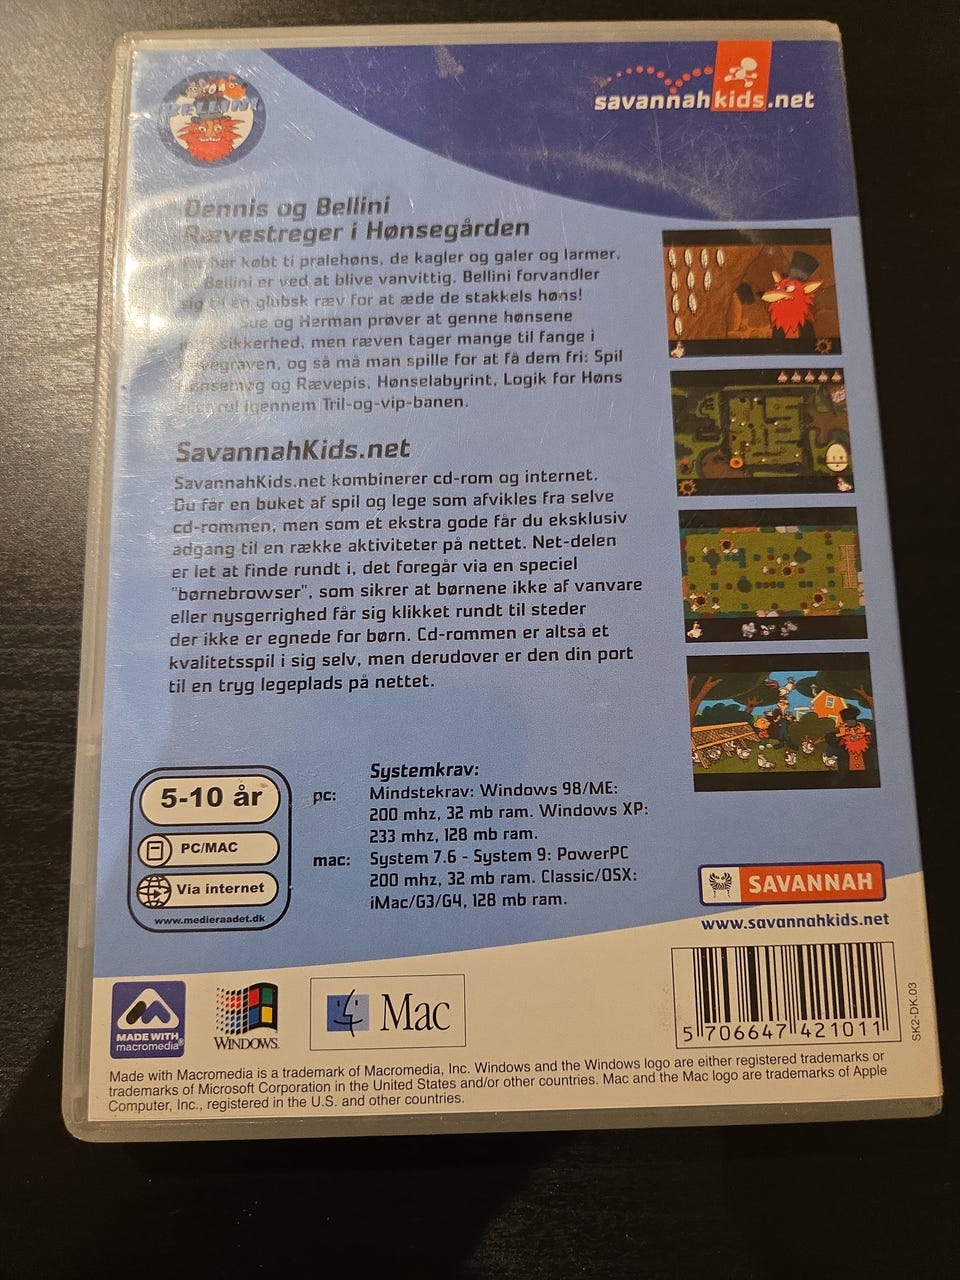 BELLINI
savannahkids.net
Dennis og Bellini
Rævestreger i Hønsegården
har købt ti pralehøns, de kagler og galer og larmer,
Bellini er ved at blive vanvittig. Bellini forvandler
sig til en glubsk ræv for at æde de stakkels høns!
Sue og Herman prøver at genne hønsene
sikkerhed, men ræven tager mange til fange i
og så må man spille for at få dem fri: Spil
og Rævepis, Hønselabyrint, Logik for Høns
igennem Tril-og-vip-banen.
SavannahKids.net
SavannahKids.net kombinerer cd-rom og internet.
Du får en buket af spil og lege som afvikles fra selve
cd-rommen, men som et ekstra gode får du eksklusiv
adgang til en række aktiviteter på nettet. Net-delen
er let at finde rundt i, det foregår via en speciel
"børnebrowser", som sikrer at børnene ikke af vanvare
eller nysgerrighed får sig klikket rundt til steder
der ikke er egnede for børn. Cd-rommen er altså et
kvalitetsspil i sig selv, men derudover er den din port
til en tryg legeplads på nettet.
5-10 år
PC/MAC
Via internet
www.medieraadet.dk
Systemkrav:
pc: Mindstekrav: Windows 98/ME:
200 mhz, 32 mb ram. Windows XP:
233 mhz, 128 mb ram.
mac: System 7.6 - System 9: PowerPC
200 mhz, 32 mb ram. Classic/OSX:
iMac/G3/G4, 128 mb ram.
SAVANNAH
www.savannahkids.net
MADE WITH
macromedia®
WINDOWS
Mac
5 706647 421011
SK2-DK.03
Made with Macromedia is a trademark of Macromedia, Inc. Windows and the Windows logo are either registered trademarks or
trademarks of Microsoft Corporation in the United States and/or other countries. Mac and the Mac logo are trademarks of Apple
Computer, Inc., registered in the U.S. and other countries.